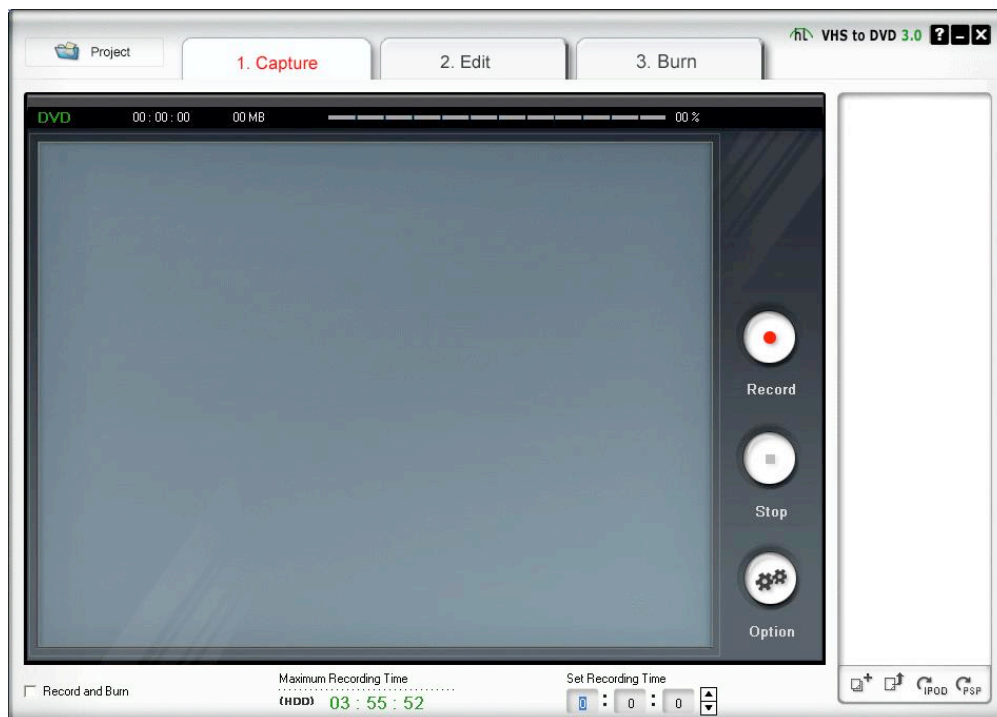 Project
1. Capture
2. Edit
3. Burn
VHS to DVD 3.0 ?
DVD 00 : 00 : 00 00 MB 00 %
Record
Stop
Option
Record and Burn
Maximum Recording Time
(HDD) 03 : 55 : 52
Set Recording Time
0 : 0 : 0
IPOD PSP